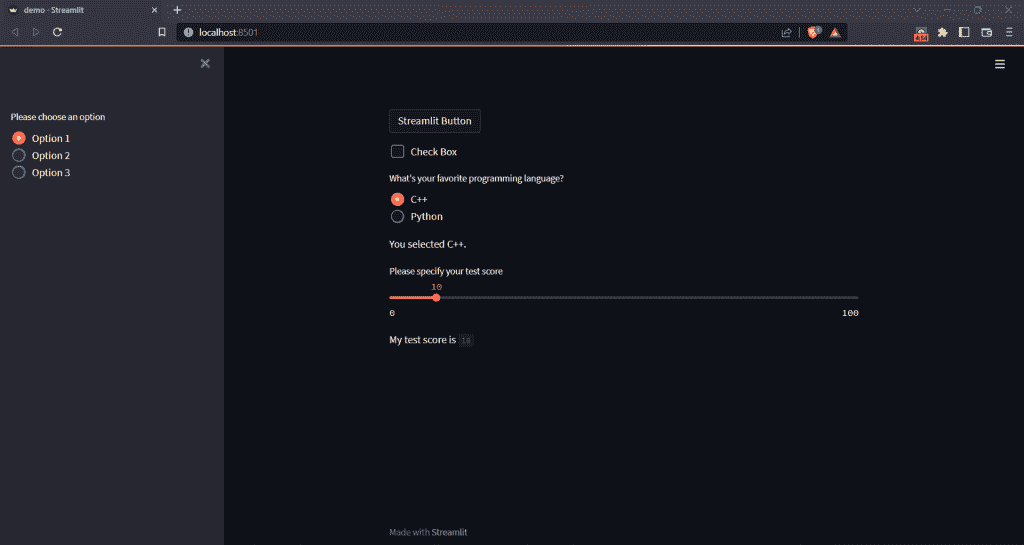 demo · Streamlit
localhost:8501
4:54
Please choose an option
Option 1
Option 2
Option 3
Streamlit Button
Check Box
What's your favorite programming language?
C++
Python
You selected C++.
Please specify your test score
10
0 100
My test score is 10
Made with Streamlit